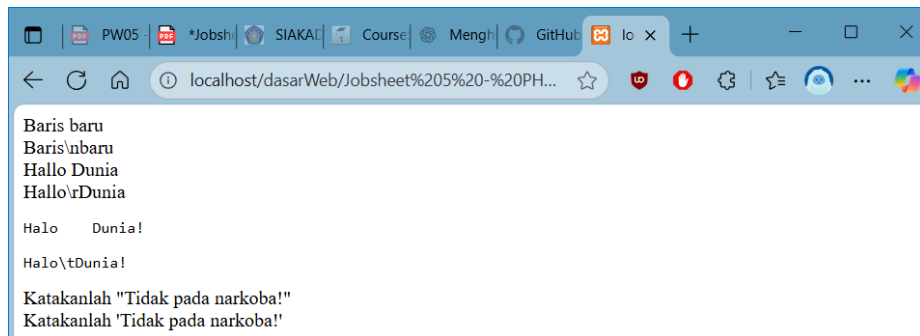 PW05 -
*Jobshe
SIAKAD
Course:
Mengh
GitHub
lo
localhost/dasarWeb/Jobsheet%205%20-%20PH...
Baris baru
Baris\nbaru
Hallo Dunia
Hallo\rDunia
Halo    Dunia!
Halo\tDunia!
Katakanlah "Tidak pada narkoba!"
Katakanlah 'Tidak pada narkoba!'